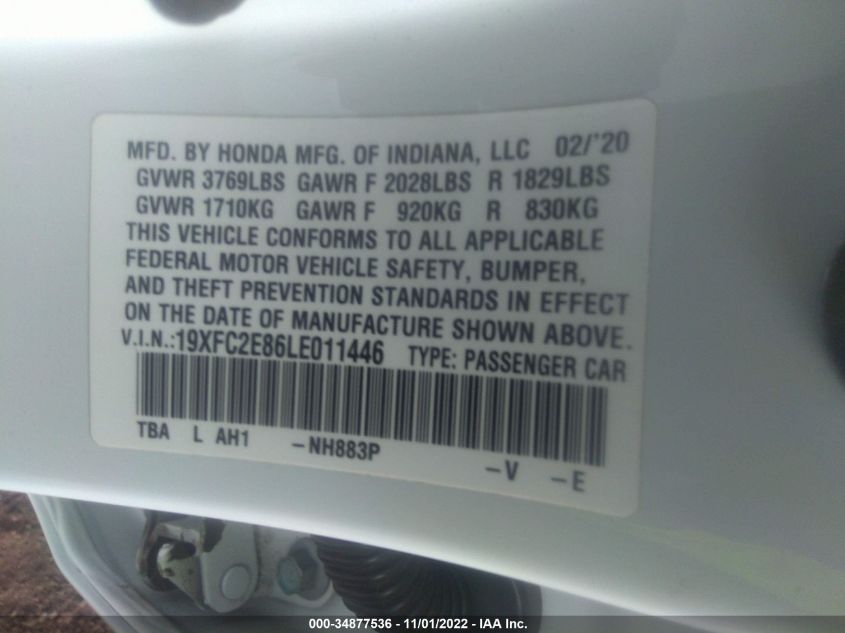 MFD. BY HONDA MFG. OF INDIANA, LLC 02/'20
GVWR 3769LBS GAWR F 2028LBS R 1829LBS
GVWR 1710KG GAWR F 920KG R 830KG
THIS VEHICLE CONFORMS TO ALL APPLICABLE
FEDERAL MOTOR VEHICLE SAFETY, BUMPER,
AND THEFT PREVENTION STANDARDS IN EFFECT
ON THE DATE OF MANUFACTURE SHOWN ABOVE.
V.I.N.:19XFC2E86LE011446 TYPE: PASSENGER CAR
TBA L AH1 -NH883P -V -E
000-34877536 - 11/01/2022 - IAA Inc.